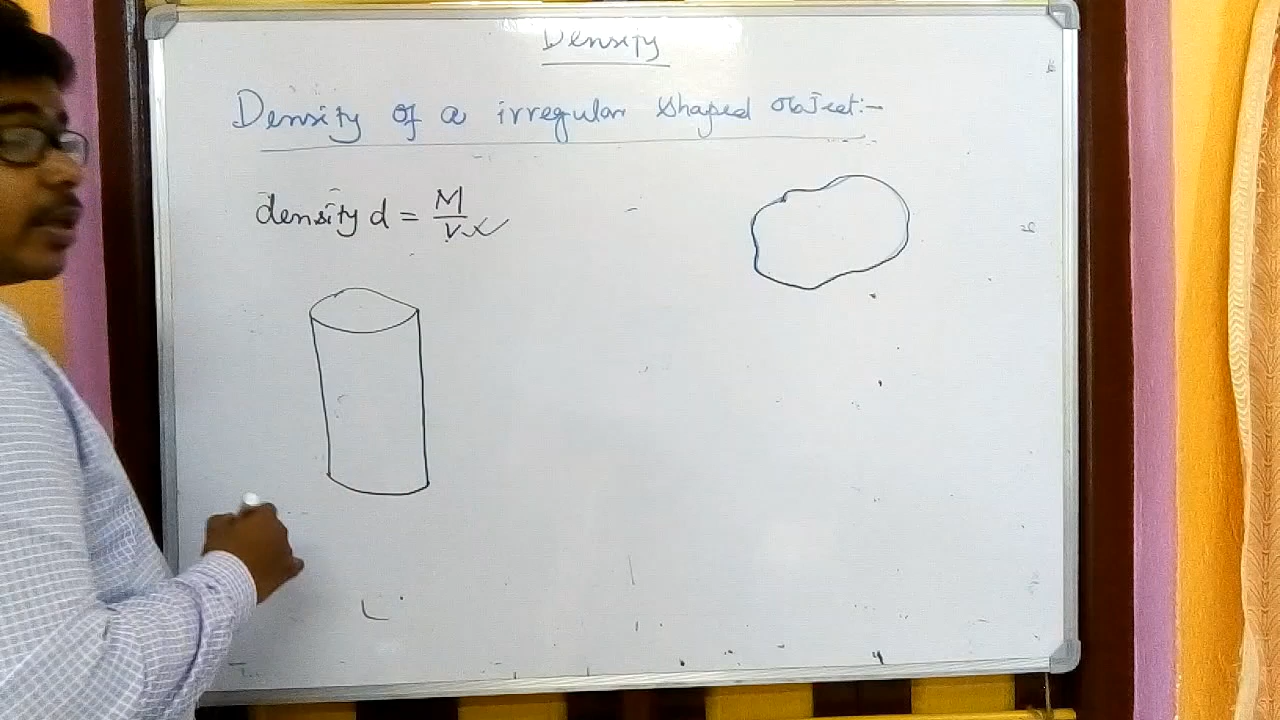 Density
Density of a irregular shaped object:-
density d = M/V ×✓